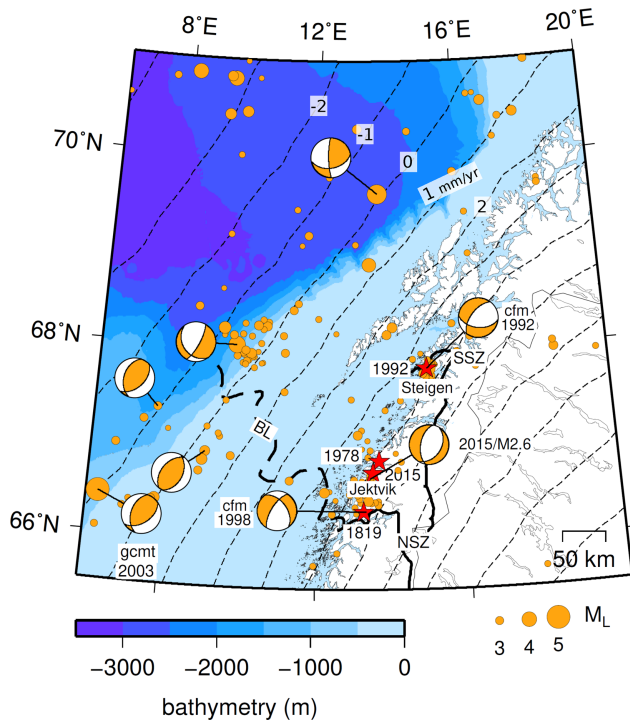 8°E
12°E
16°E
20°E
-2
-1
0
1 mm/yr
2
70°N
68°N
66°N
cfm
1992
1992
SSZ
Steigen
BL
2015/M2.6
1978
2015
Jektvik
cfm
1998
1819
NSZ
gcmt
2003
50 km
M_L
3 4 5
−3000 −2000 −1000 0
bathymetry (m)